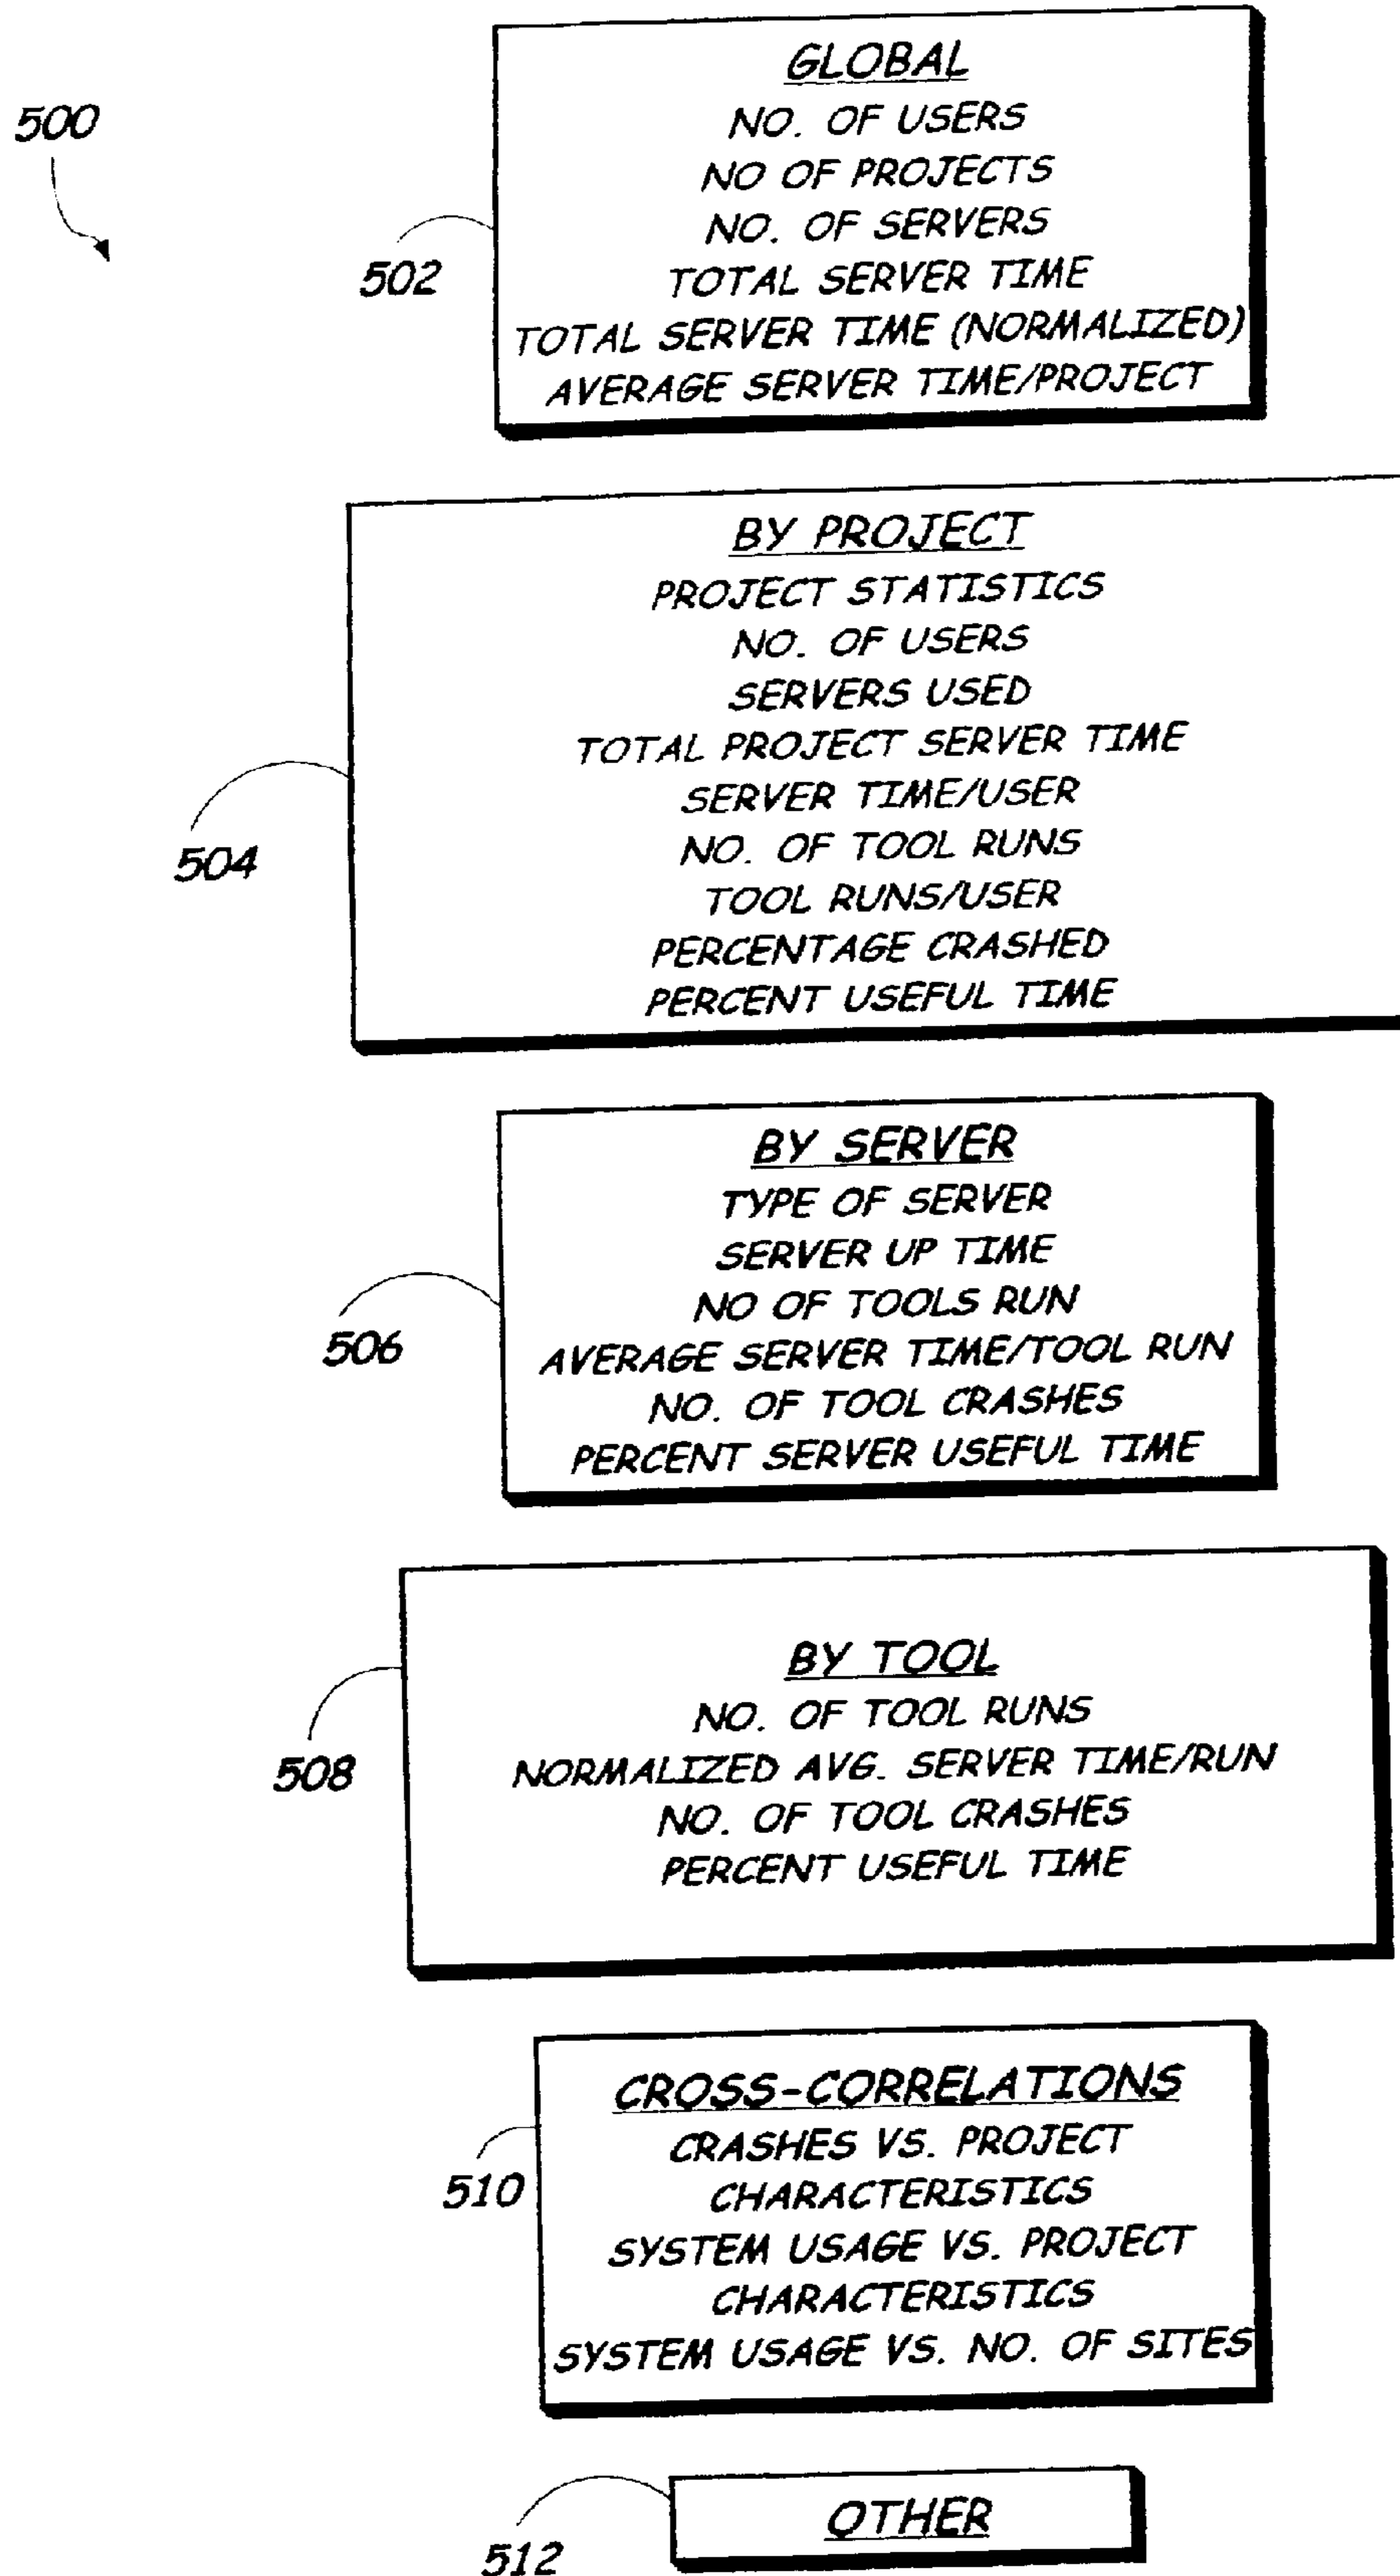 500
502
GLOBAL
NO. OF USERS
NO OF PROJECTS
NO. OF SERVERS
TOTAL SERVER TIME
TOTAL SERVER TIME (NORMALIZED)
AVERAGE SERVER TIME/PROJECT
504
BY PROJECT
PROJECT STATISTICS
NO. OF USERS
SERVERS USED
TOTAL PROJECT SERVER TIME
SERVER TIME/USER
NO. OF TOOL RUNS
TOOL RUNS/USER
PERCENTAGE CRASHED
PERCENT USEFUL TIME
506
BY SERVER
TYPE OF SERVER
SERVER UP TIME
NO OF TOOLS RUN
AVERAGE SERVER TIME/TOOL RUN
NO. OF TOOL CRASHES
PERCENT SERVER USEFUL TIME
508
BY TOOL
NO. OF TOOL RUNS
NORMALIZED AVG. SERVER TIME/RUN
NO. OF TOOL CRASHES
PERCENT USEFUL TIME
510
CROSS-CORRELATIONS
CRASHES VS. PROJECT
CHARACTERISTICS
SYSTEM USAGE VS. PROJECT
CHARACTERISTICS
SYSTEM USAGE VS. NO. OF SITES
512
OTHER